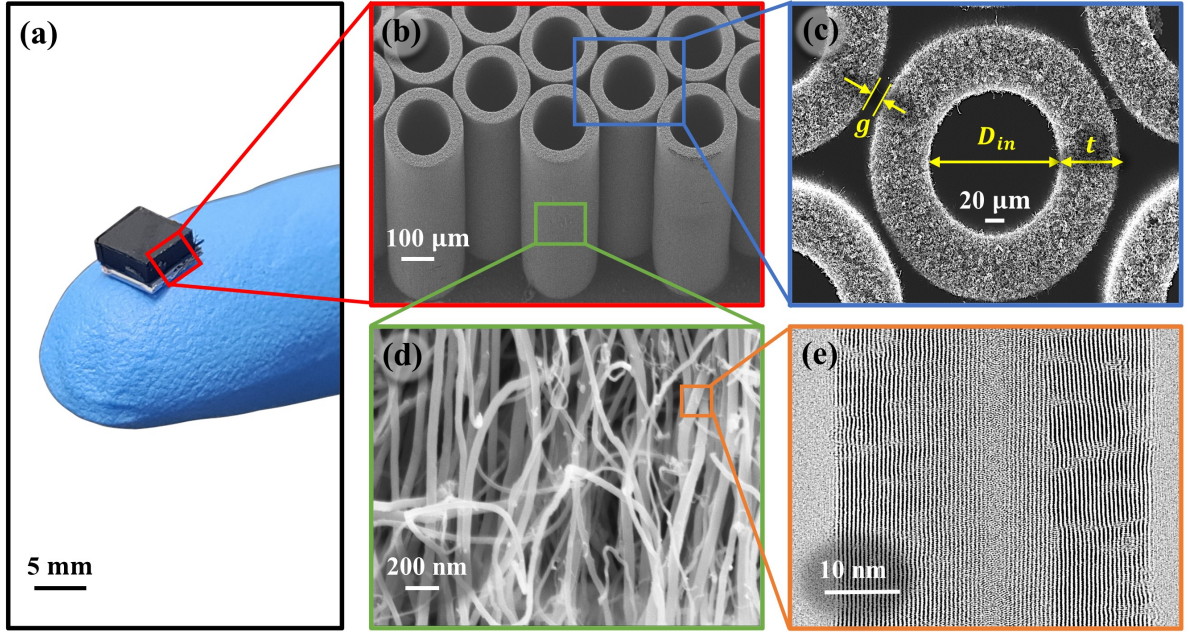 (a)
5 mm
(b)
100 μm
(c)
g
D_in
t
20 μm
(d)
200 nm
(e)
10 nm